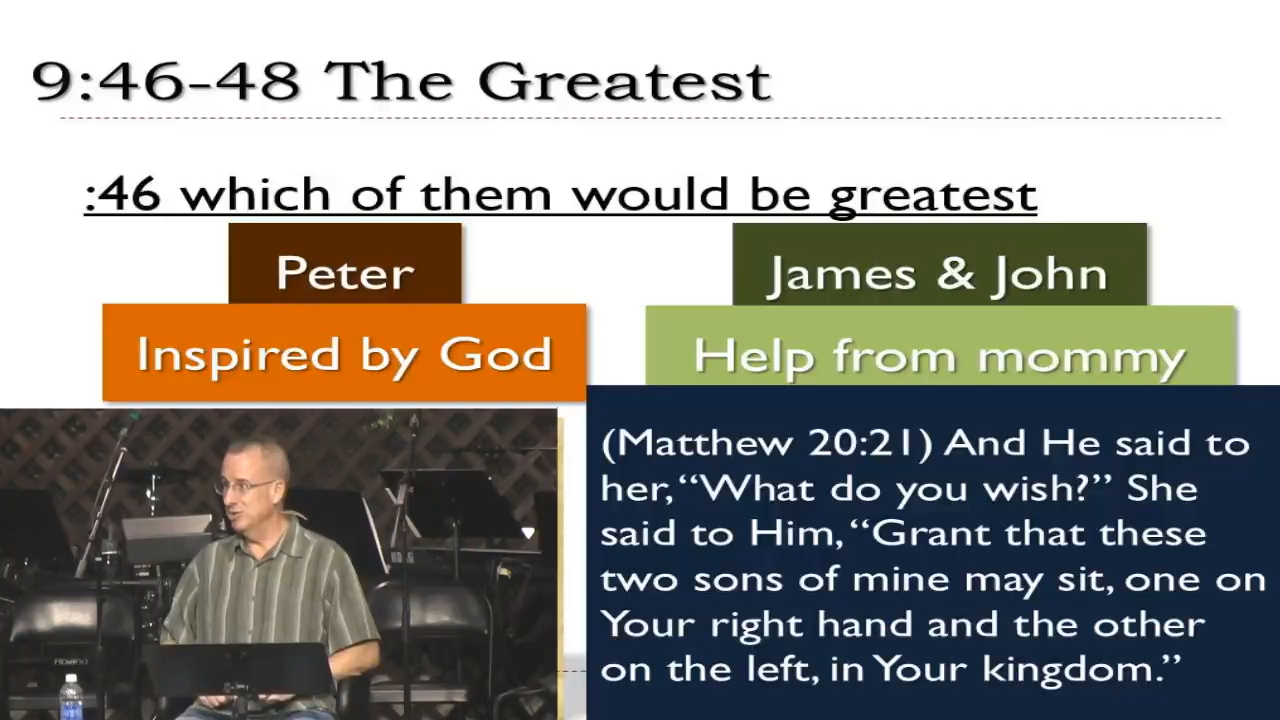 9:46-48 The Greatest
:46 which of them would be greatest
Peter
James & John
Inspired by God
Help from mommy
(Matthew 20:21) And He said to
her, “What do you wish?” She
said to Him, “Grant that these
two sons of mine may sit, one on
Your right hand and the other
on the left, in Your kingdom.”